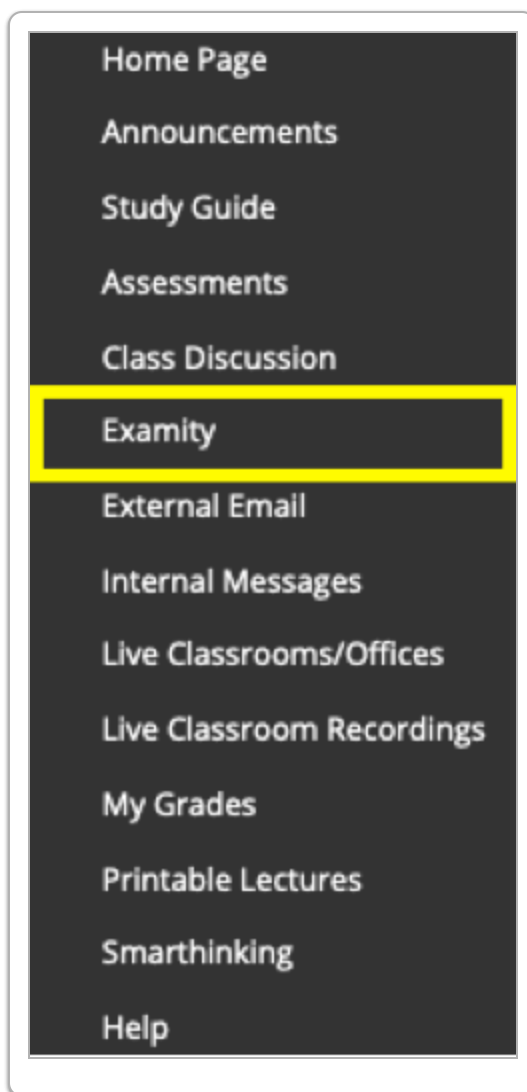 Home Page
Announcements
Study Guide
Assessments
Class Discussion
Examity
External Email
Internal Messages
Live Classrooms/Offices
Live Classroom Recordings
My Grades
Printable Lectures
Smarthinking
Help